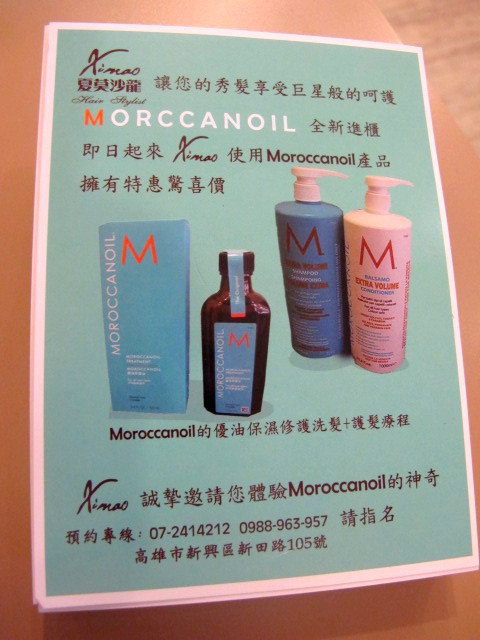 Ximao
夏莫沙龍
Hair Stylist
讓您的秀髮享受巨星般的呵護
MORCCANOIL 全新進櫃
即日起來 Ximao 使用Moroccanoil產品
擁有特惠驚喜價
MOROCCANOIL
M
MOROCCANOIL
M
M
EXTRA VOLUME
SHAMPOO
M
BALSAMO
EXTRA VOLUME
CONDITIONER
Moroccanoil的優油保濕修護洗髮+護髮療程
Ximao 誠摯邀請您體驗Moroccanoil的神奇
預約專線: 07-2414212 0988-963-957 請指名
高雄市新興區新田路105號